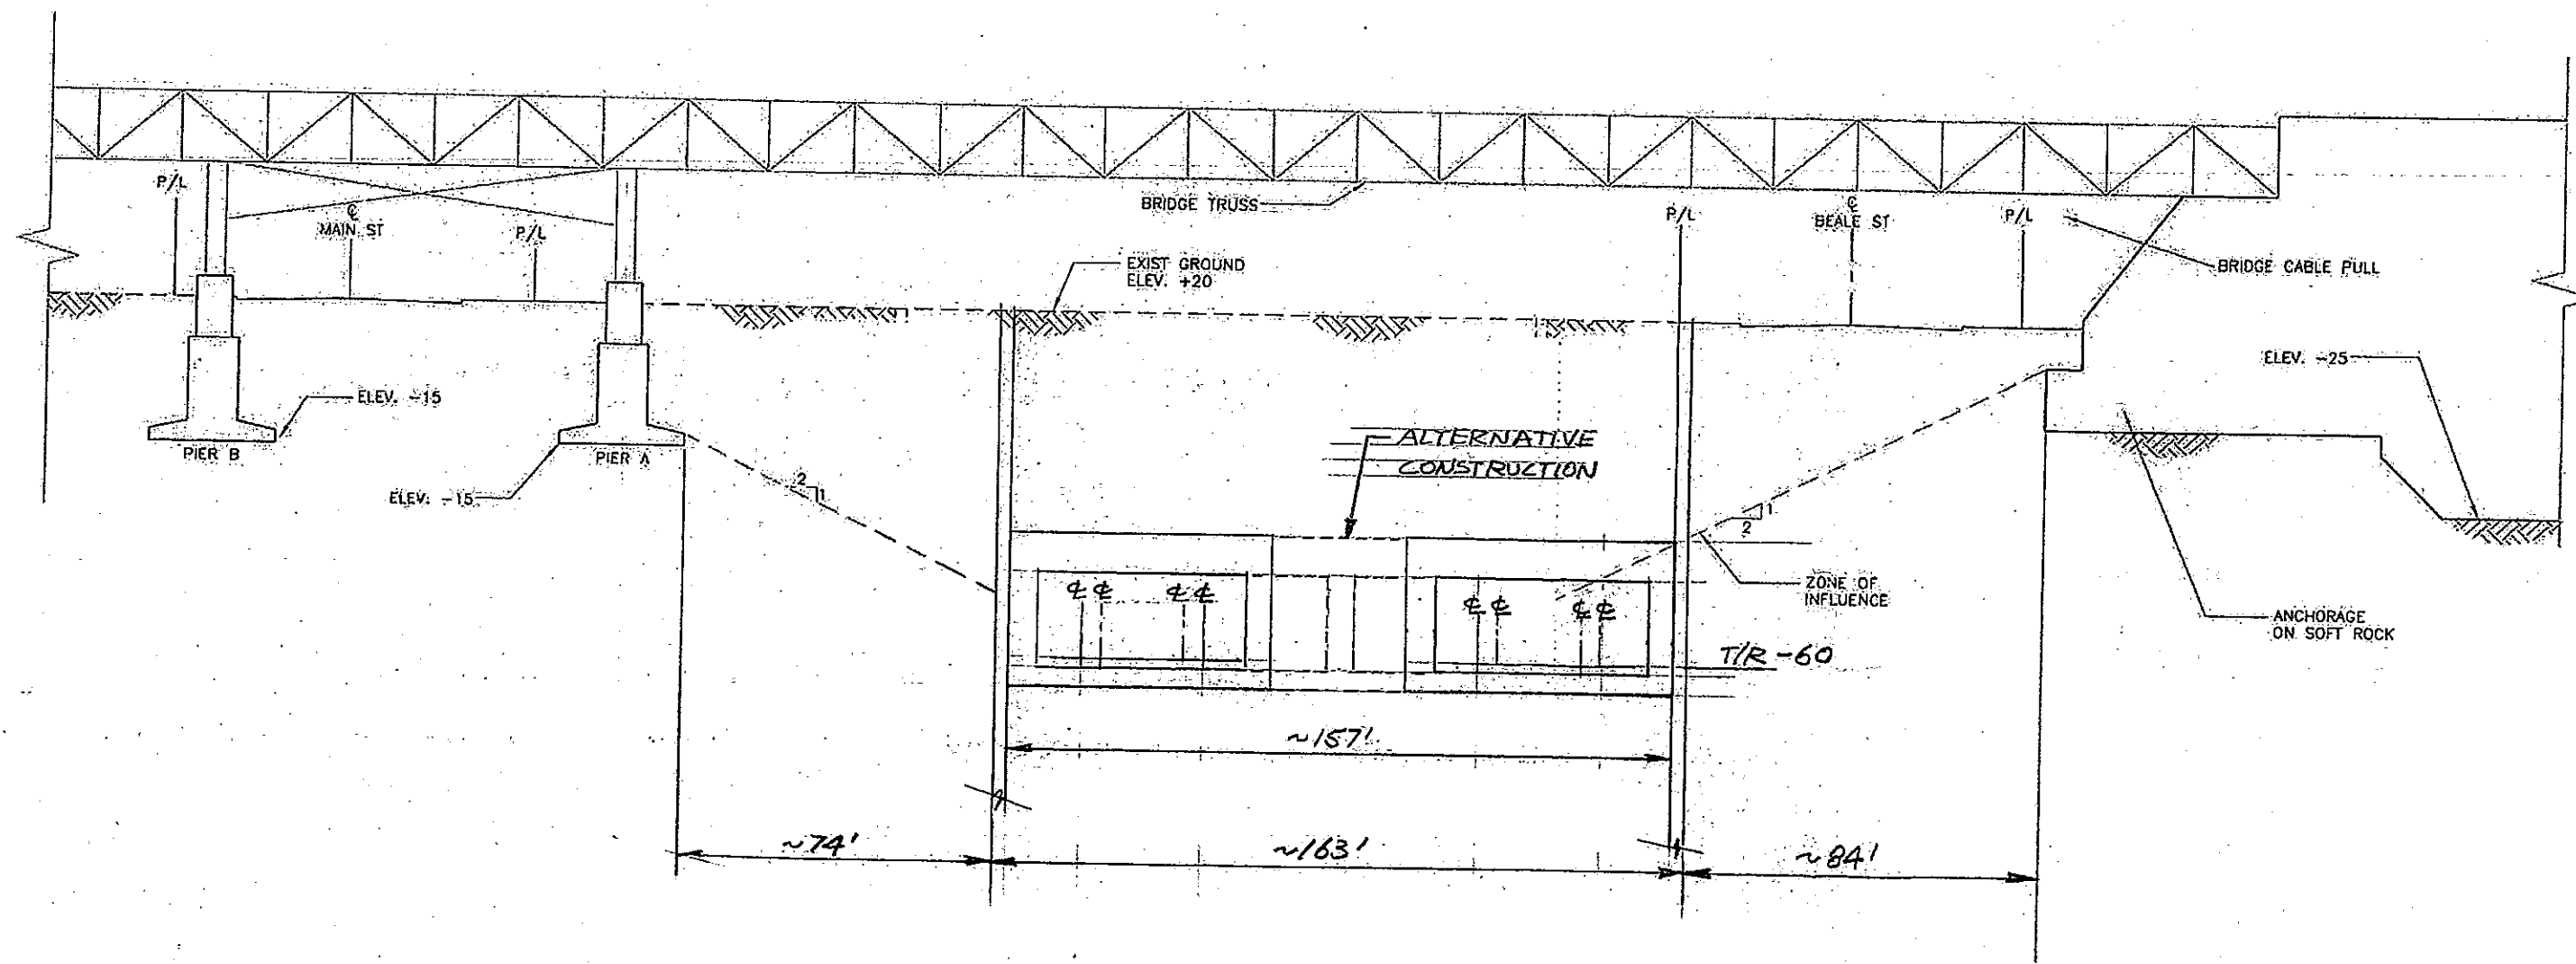 P/L
℄
MAIN ST
P/L
BRIDGE TRUSS
P/L
℄
BEALE ST
P/L
BRIDGE CABLE PULL
EXIST GROUND
ELEV. +20
ELEV. -25
ELEV. -15
PIER B
PIER A
ELEV. -15
2
1
ALTERNATIVE
CONSTRUCTION
1
2
ZONE OF
INFLUENCE
ANCHORAGE
ON SOFT ROCK
℄ ℄ ℄ ℄
℄ ℄ ℄ ℄
T/R -60
~157'
~74'
~163'
~84'